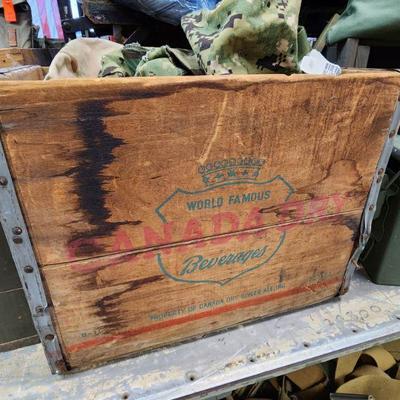 WORLD FAMOUS
CANADA DRY
Beverages
PROPERTY OF CANADA DRY GINGER ALE, INC.